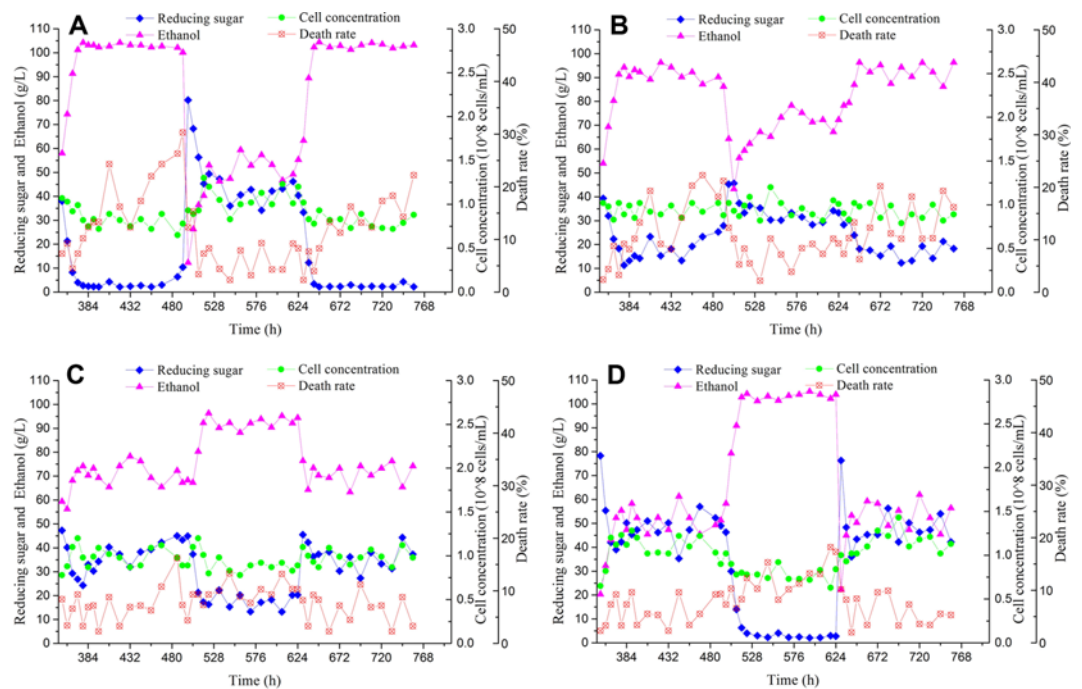 A
Reducing sugar
Cell concentration
Ethanol
Death rate
110
100
90
80
70
60
50
40
30
20
10
0
Reducing sugar and Ethanol (g/L)
384 432 480 528 576 624 672 720 768
Time (h)
3.0
2.5
2.0
1.5
1.0
0.5
0.0
Cell concentration (10^8 cells/mL)
50
40
30
20
10
0
Death rate (%)
B
Reducing sugar
Cell concentration
Ethanol
Death rate
110
100
90
80
70
60
50
40
30
20
10
0
Reducing sugar and Ethanol (g/L)
384 432 480 528 576 624 672 720 768
Time (h)
3.0
2.5
2.0
1.5
1.0
0.5
0.0
Cell concentration (10^8 cells/mL)
50
40
30
20
10
0
Death rate (%)
C
Reducing sugar
Cell concentration
Ethanol
Death rate
110
100
90
80
70
60
50
40
30
20
10
0
Reducing sugar and Ethanol (g/L)
384 432 480 528 576 624 672 720 768
Time (h)
3.0
2.5
2.0
1.5
1.0
0.5
0.0
Cell concentration (10^8 cells/mL)
50
40
30
20
10
0
Death rate (%)
D
Reducing sugar
Cell concentration
Ethanol
Death rate
110
100
90
80
70
60
50
40
30
20
10
0
Reducing sugar and Ethanol (g/L)
384 432 480 528 576 624 672 720 768
Time (h)
3.0
2.5
2.0
1.5
1.0
0.5
0.0
Cell concentration (10^8 cells/mL)
50
40
30
20
10
0
Death rate (%)